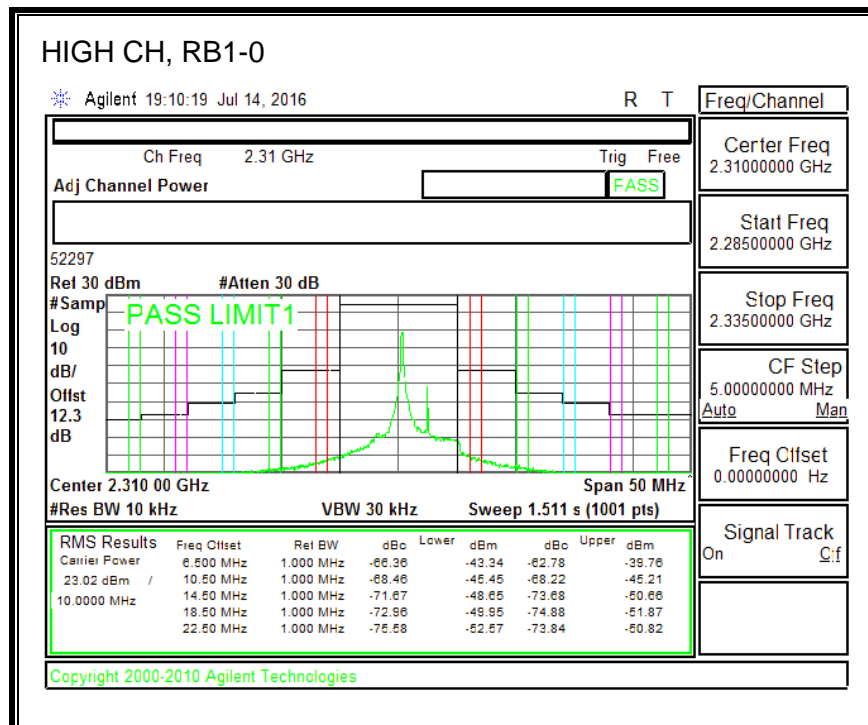 HIGH CH, RB1-0
Agilent 19:10:19 Jul 14, 2016 R T
Freq/Channel
Ch Freq 2.31 GHz Trig Free
Adj Channel Power PASS
52297
Ref 30 dBm #Atten 30 dB
#Samp
Log
10
dB/
Offst
12.3
dB
PASS LIMIT1
Center 2.310 00 GHz Span 50 MHz
#Res BW 10 kHz VBW 30 kHz Sweep 1.511 s (1001 pts)
RMS Results Freq Offset Ref BW dBc Lower dBm dBc Upper dBm
Carrier Power 6.500 MHz 1.000 MHz -66.36 -43.34 -62.78 -39.76
23.02 dBm / 10.50 MHz 1.000 MHz -68.46 -45.45 -68.22 -45.21
10.0000 MHz 14.50 MHz 1.000 MHz -71.67 -48.65 -73.68 -50.66
18.50 MHz 1.000 MHz -72.96 -49.95 -74.88 -51.87
22.50 MHz 1.000 MHz -75.58 -52.57 -73.84 -50.82
Center Freq
2.31000000 GHz
Start Freq
2.28500000 GHz
Stop Freq
2.33500000 GHz
CF Step
5.00000000 MHz
Auto Man
Freq Offset
0.00000000 Hz
Signal Track
On Off
Copyright 2000-2010 Agilent Technologies